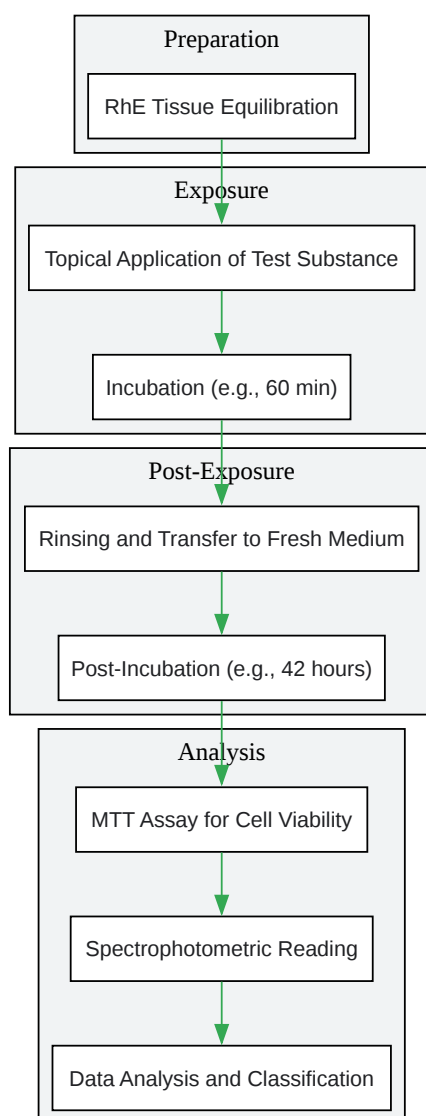 Preparation
RhE Tissue Equilibration
Exposure
Topical Application of Test Substance
Incubation (e.g., 60 min)
Post-Exposure
Rinsing and Transfer to Fresh Medium
Post-Incubation (e.g., 42 hours)
Analysis
MTT Assay for Cell Viability
Spectrophotometric Reading
Data Analysis and Classification